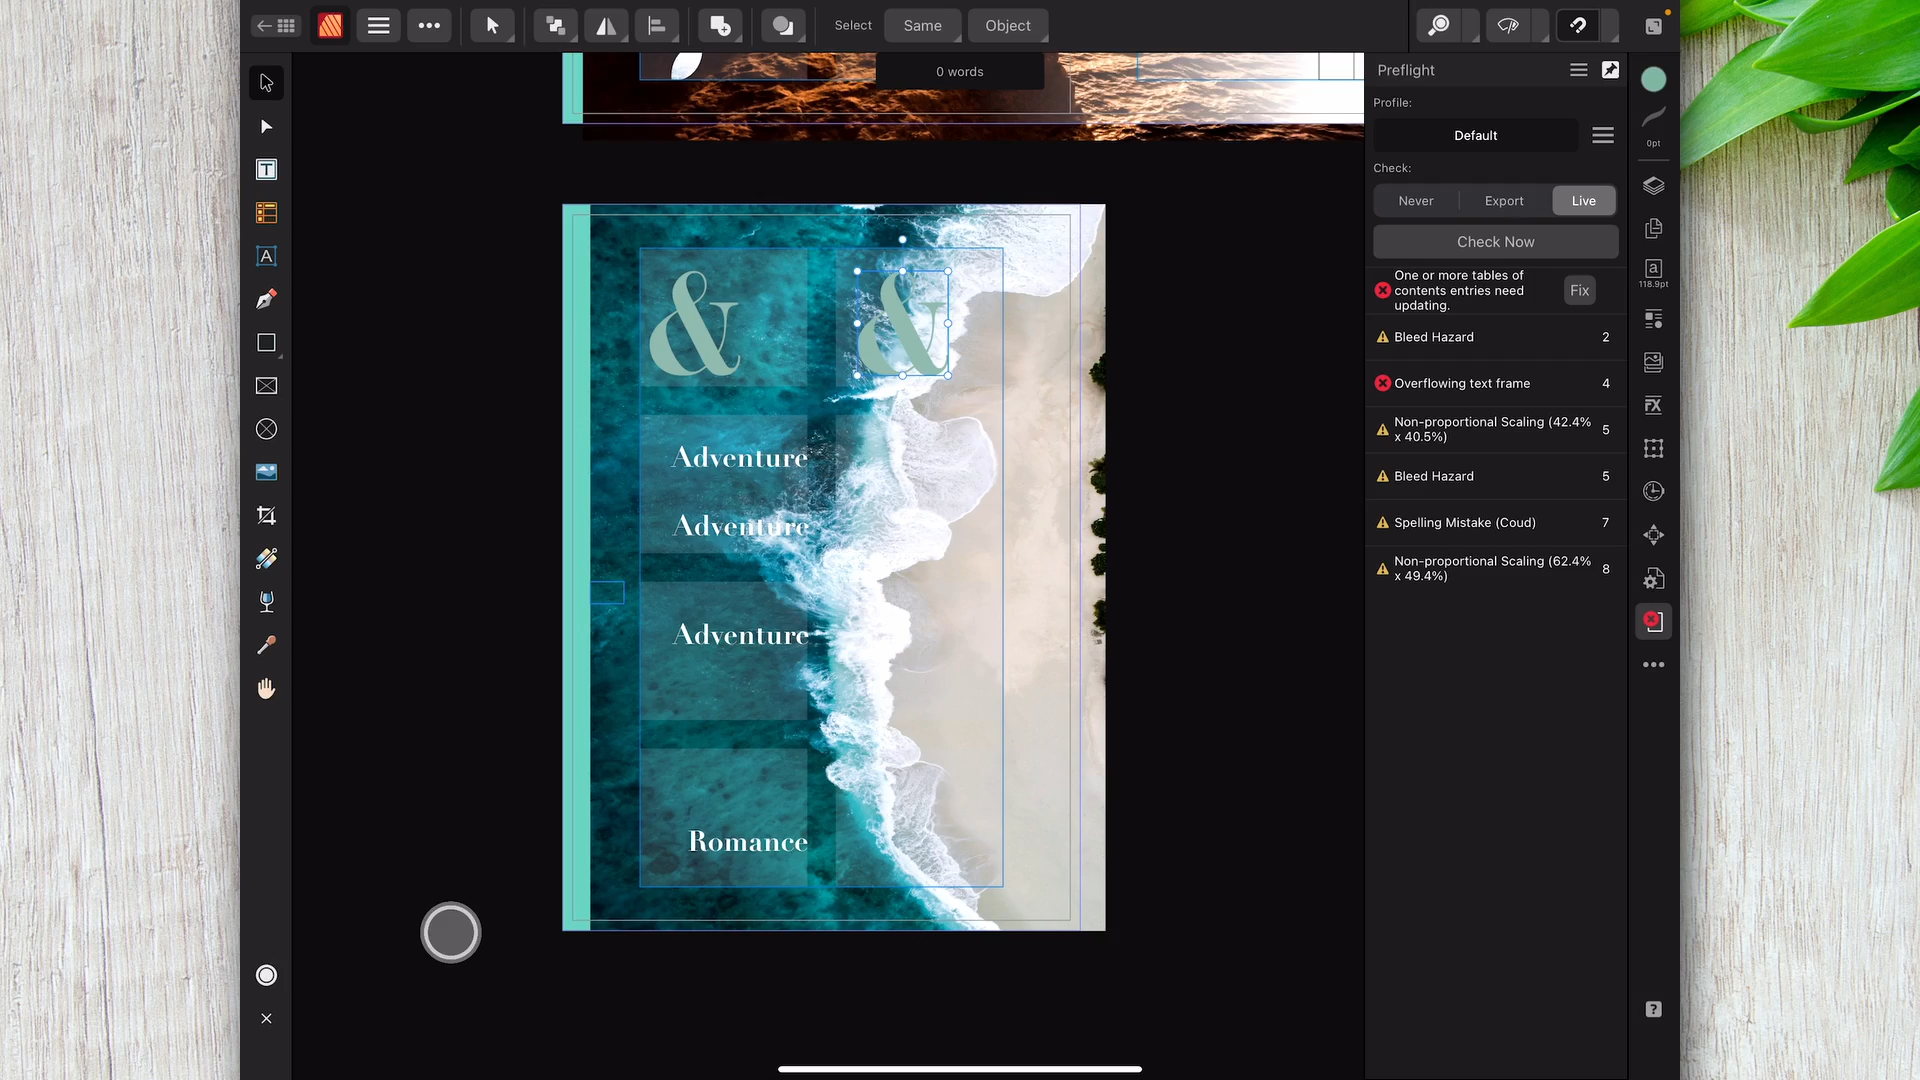 Select
Same
Object
0 words
Preflight
Profile:
Default
Check:
Never
Export
Live
Check Now
One or more tables of
contents entries need
updating.
Fix
Bleed Hazard
2
Overflowing text frame
4
Non-proportional Scaling (42.4%
x 40.5%)
5
Bleed Hazard
5
Spelling Mistake (Coud)
7
Non-proportional Scaling (62.4%
x 49.4%)
8
0pt
a
118.9pt
FX
?
T
A
&
&
Adventure
Adventure
Adventure
Romance